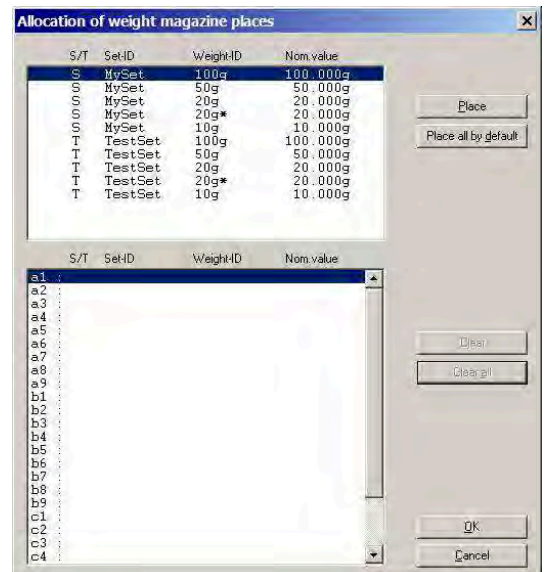 Allocation of weight magazine places
S/T Set-ID Weight-ID Nom.value
S MySet 100g 100.000g
S MySet 50g 50.000g
S MySet 20g 20.000g
S MySet 20g* 20.000g
S MySet 10g 10.000g
T TestSet 100g 100.000g
T TestSet 50g 50.000g
T TestSet 20g 20.000g
T TestSet 20g* 20.000g
T TestSet 10g 10.000g
Place
Place all by default
S/T Set-ID Weight-ID Nom.value
a1 :
a2 :
a3 :
a4 :
a5 :
a6 :
a7 :
a8 :
a9 :
b1 :
b2 :
b3 :
b4 :
b5 :
b6 :
b7 :
b8 :
b9 :
c1 :
c2 :
c3 :
c4 :
Clear
Clear all
OK
Cancel